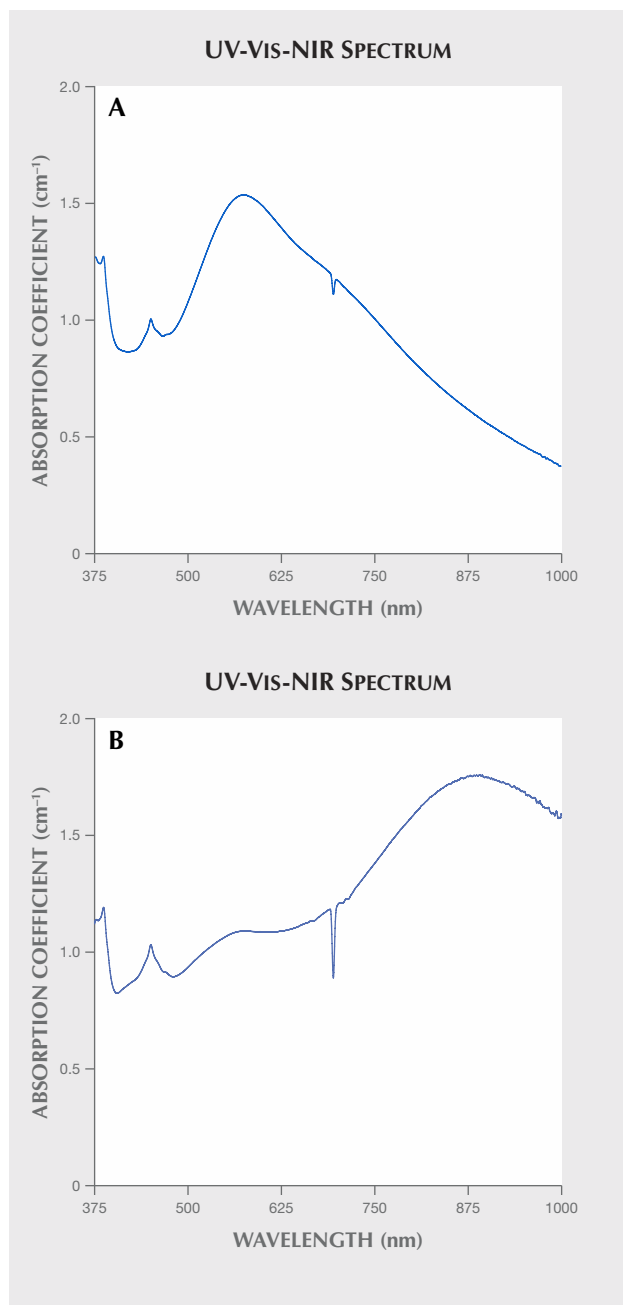 UV-VIS-NIR SPECTRUM
A
ABSORPTION COEFFICIENT (cm⁻¹)
2.0
1.5
1.0
0.5
0
375 500 625 750 875 1000
WAVELENGTH (nm)
UV-VIS-NIR SPECTRUM
B
ABSORPTION COEFFICIENT (cm⁻¹)
2.0
1.5
1.0
0.5
0
375 500 625 750 875 1000
WAVELENGTH (nm)